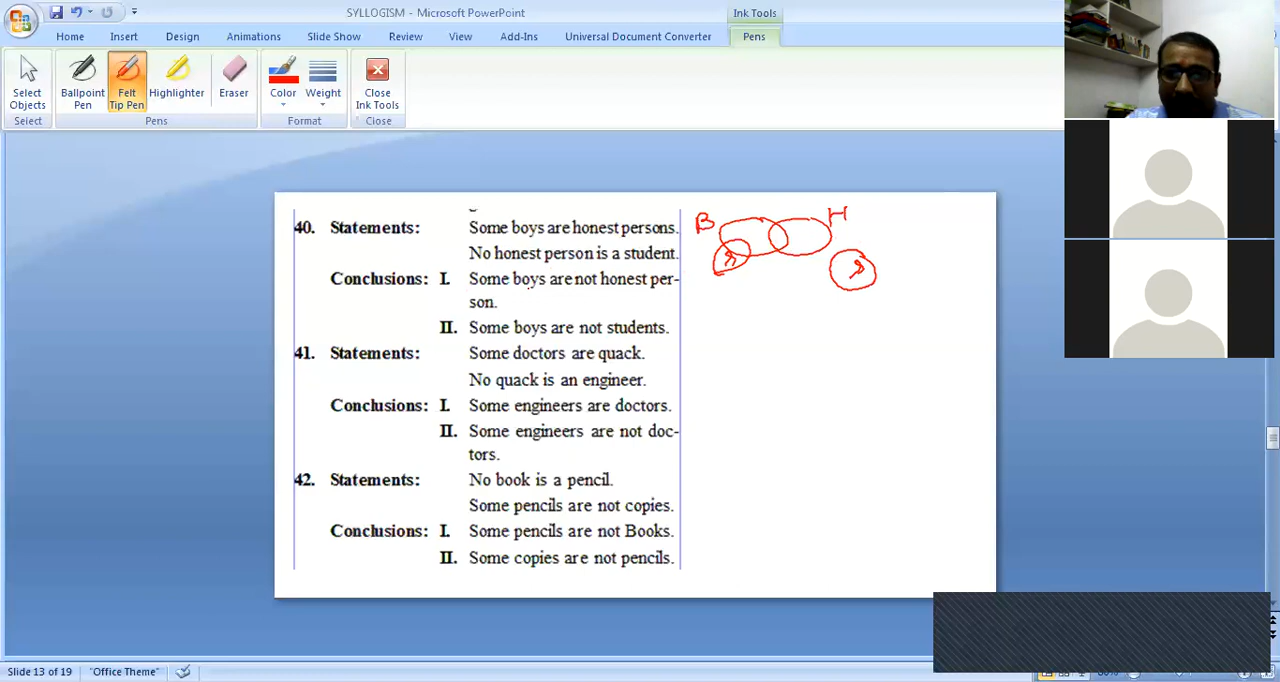 SYLLOGISM - Microsoft PowerPoint
Ink Tools
Home Insert Design Animations Slide Show Review View Add-Ins Universal Document Converter Pens
Select Objects
Ballpoint Pen
Felt Tip Pen
Highlighter
Eraser
Color
Weight
Close Ink Tools
Select Pens Format Close
40. Statements: Some boys are honest persons.
No honest person is a student.
Conclusions: I. Some boys are not honest per-
son.
II. Some boys are not students.
41. Statements: Some doctors are quack.
No quack is an engineer.
Conclusions: I. Some engineers are doctors.
II. Some engineers are not doc-
tors.
42. Statements: No book is a pencil.
Some pencils are not copies.
Conclusions: I. Some pencils are not Books.
II. Some copies are not pencils.
B H
Slide 13 of 19 "Office Theme"